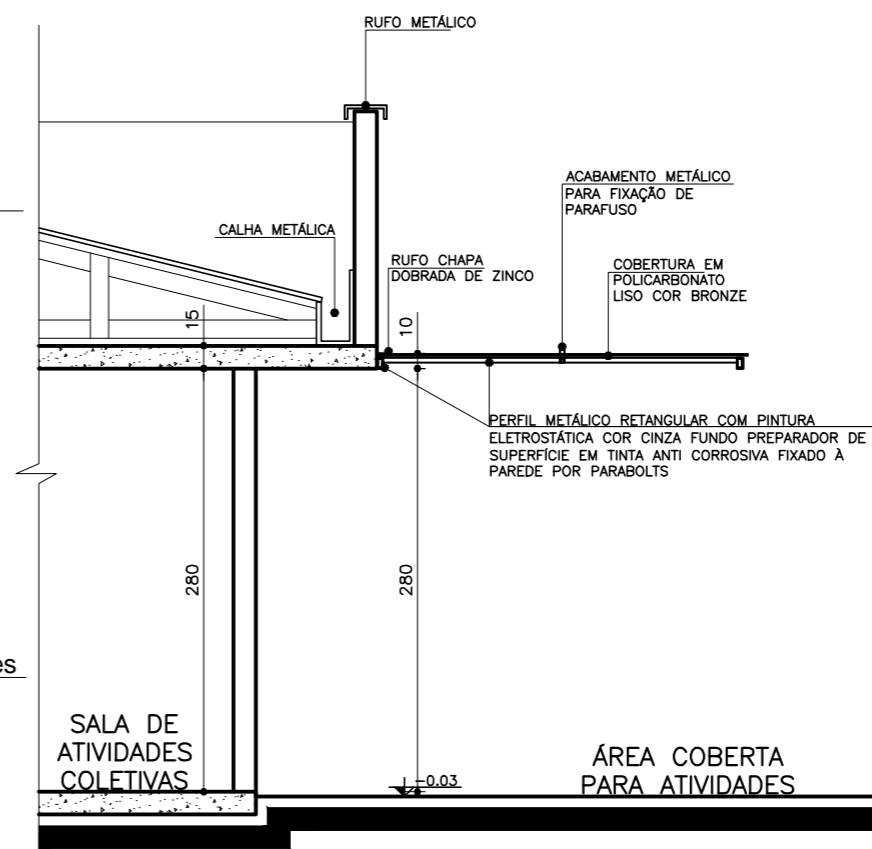 RUFO METÁLICO
ACABAMENTO METÁLICO
PARA FIXAÇÃO DE
PARAFUSO
CALHA METÁLICA
RUFO CHAPA
DOBRADA DE ZINCO
COBERTURA EM
POLICARBONATO
LISO COR BRONZE
15
10
PERFIL METÁLICO RETANGULAR COM PINTURA
ELETROSTÁTICA COR CINZA FUNDO PREPARADOR DE
SUPERFÍCIE EM TINTA ANTI CORROSIVA FIXADO À
PAREDE POR PARABOLTS
280
280
es
SALA DE
ATIVIDADES
COLETIVAS
-0.03
ÁREA COBERTA
PARA ATIVIDADES